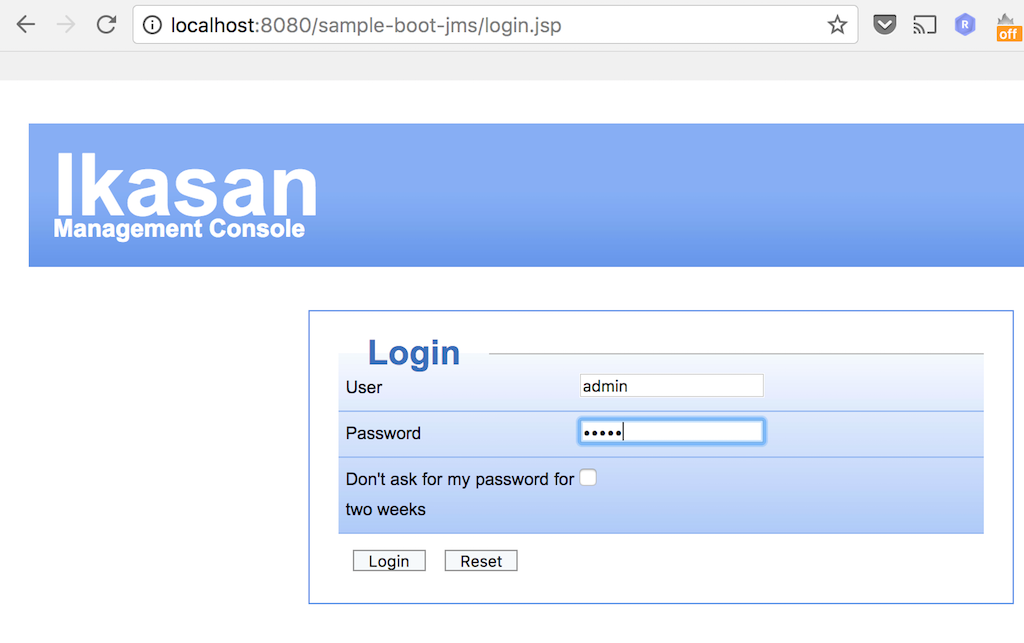 localhost:8080/sample-boot-jms/login.jsp
R
off
Ikasan
Management Console
Login
User admin
Password •••••
Don't ask for my password for
two weeks
Login Reset